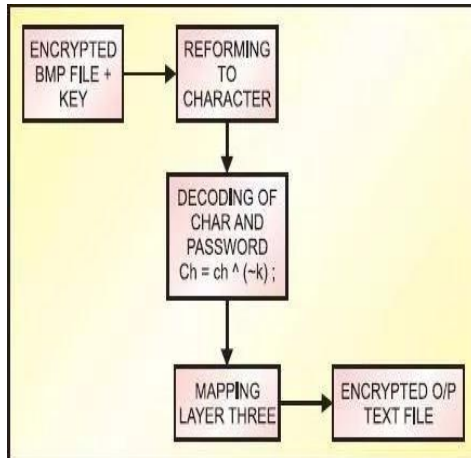 ENCRYPTED
BMP FILE +
KEY
REFORMING
TO
CHARACTER
DECODING OF
CHAR AND
PASSWORD
Ch = ch ^ (~k) ;
MAPPING
LAYER THREE
ENCRYPTED O/P
TEXT FILE